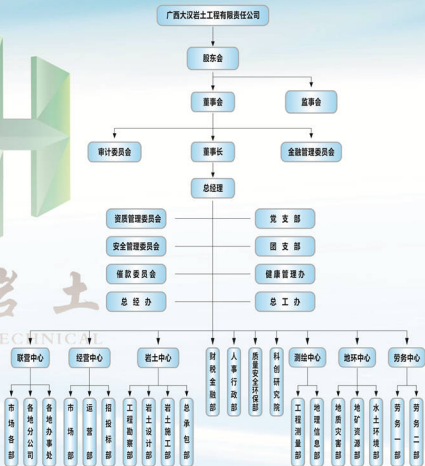 广西大汉岩土工程有限责任公司
股东会
董事会
监事会
审计委员会
董事长
金融管理委员会
总经理
资质管理委员会
党支部
安全管理委员会
团支部
催款委员会
健康管理办
总经办
总工办
岩土
TECHNICAL
联营中心
经营中心
岩土中心
财税金融部
人事行政部
质量安全环保部
科创研究院
测绘中心
地环中心
劳务中心
市场各部
各地分公司
各地办事处
市场部
运营部
招投标部
工程勘察部
岩土设计部
岩土施工部
总承包部
工程测量部
地理信息部
地质灾害部
地矿资源部
水土环境部
劳务一部
劳务二部